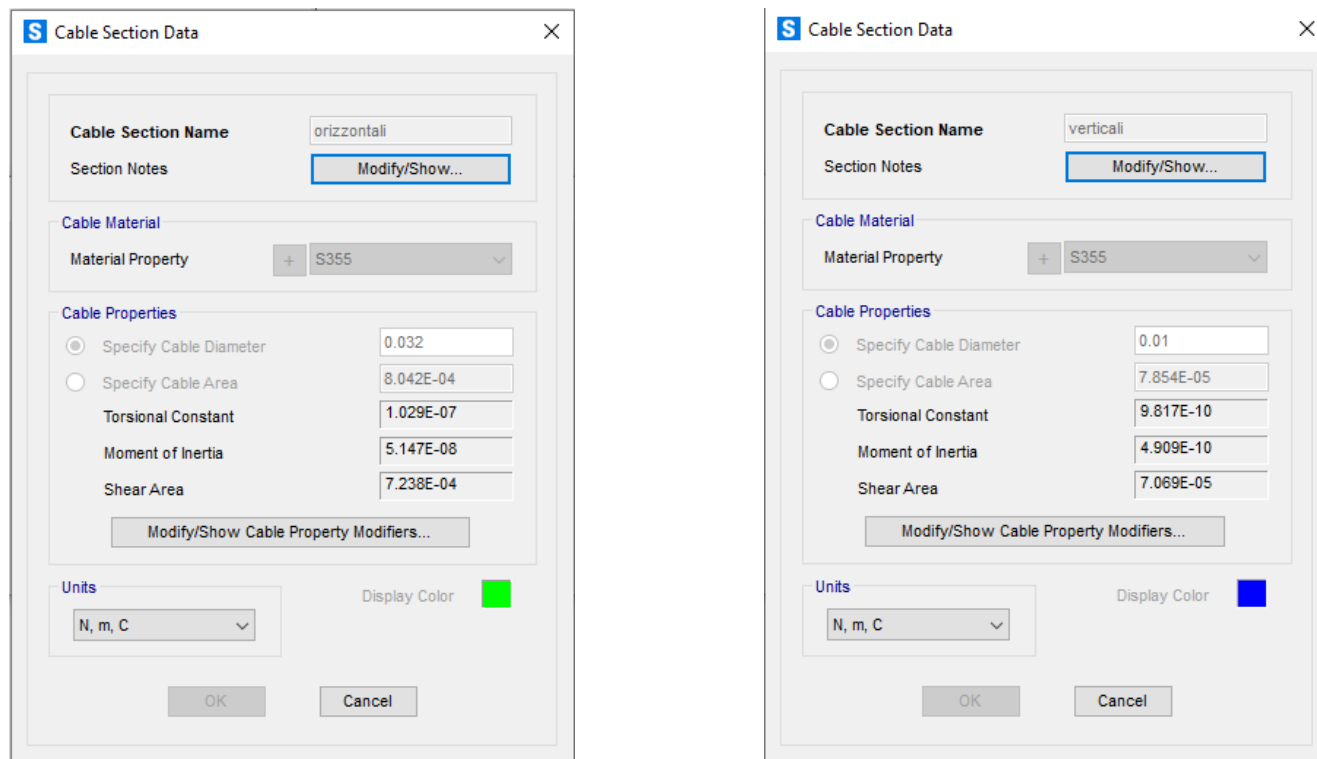 S Cable Section Data
Cable Section Name orizzontali
Section Notes Modify/Show...
Cable Material
Material Property + S355
Cable Properties
Specify Cable Diameter 0.032
Specify Cable Area 8.042E-04
Torsional Constant 1.029E-07
Moment of Inertia 5.147E-08
Shear Area 7.238E-04
Modify/Show Cable Property Modifiers...
Units
N, m, C
Display Color
OK Cancel
S Cable Section Data
Cable Section Name verticali
Section Notes Modify/Show...
Cable Material
Material Property + S355
Cable Properties
Specify Cable Diameter 0.01
Specify Cable Area 7.854E-05
Torsional Constant 9.817E-10
Moment of Inertia 4.909E-10
Shear Area 7.069E-05
Modify/Show Cable Property Modifiers...
Units
N, m, C
Display Color
OK Cancel